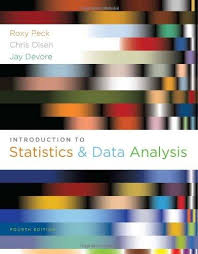 Roxy Peck
Chris Olsen
Jay Devore
INTRODUCTION TO
Statistics & Data Analysis
FOURTH EDITION